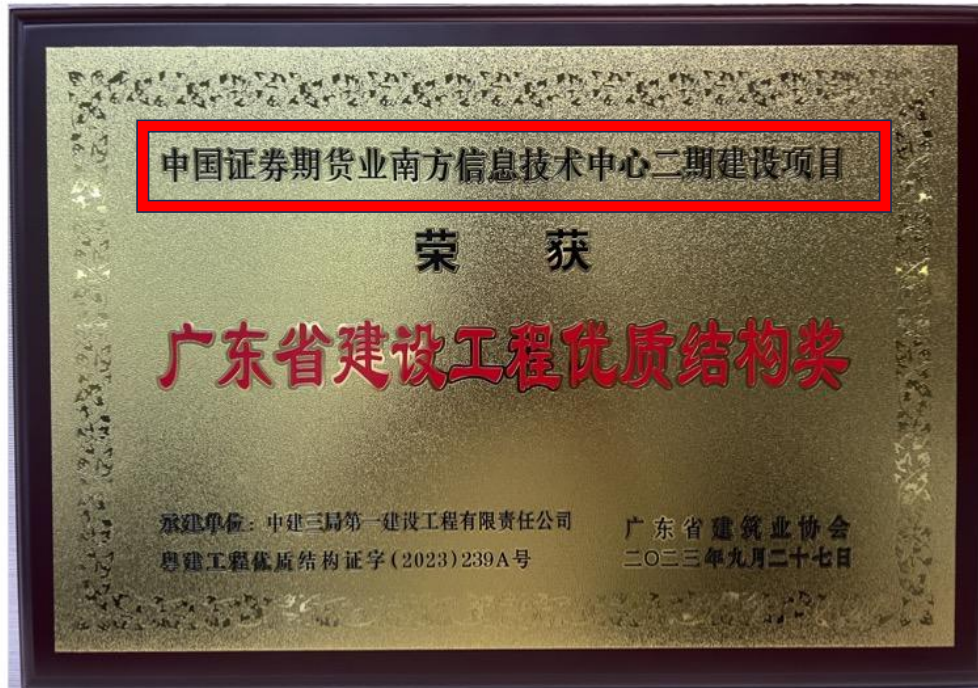 中国证券期货业南方信息技术中心二期建设项目
荣 获
广东省建设工程优质结构奖
承建单位：中建三局第一建设工程有限责任公司
粤建工程优质结构证字(2023)239A号
广东省建筑业协会
二〇二三年九月二十七日